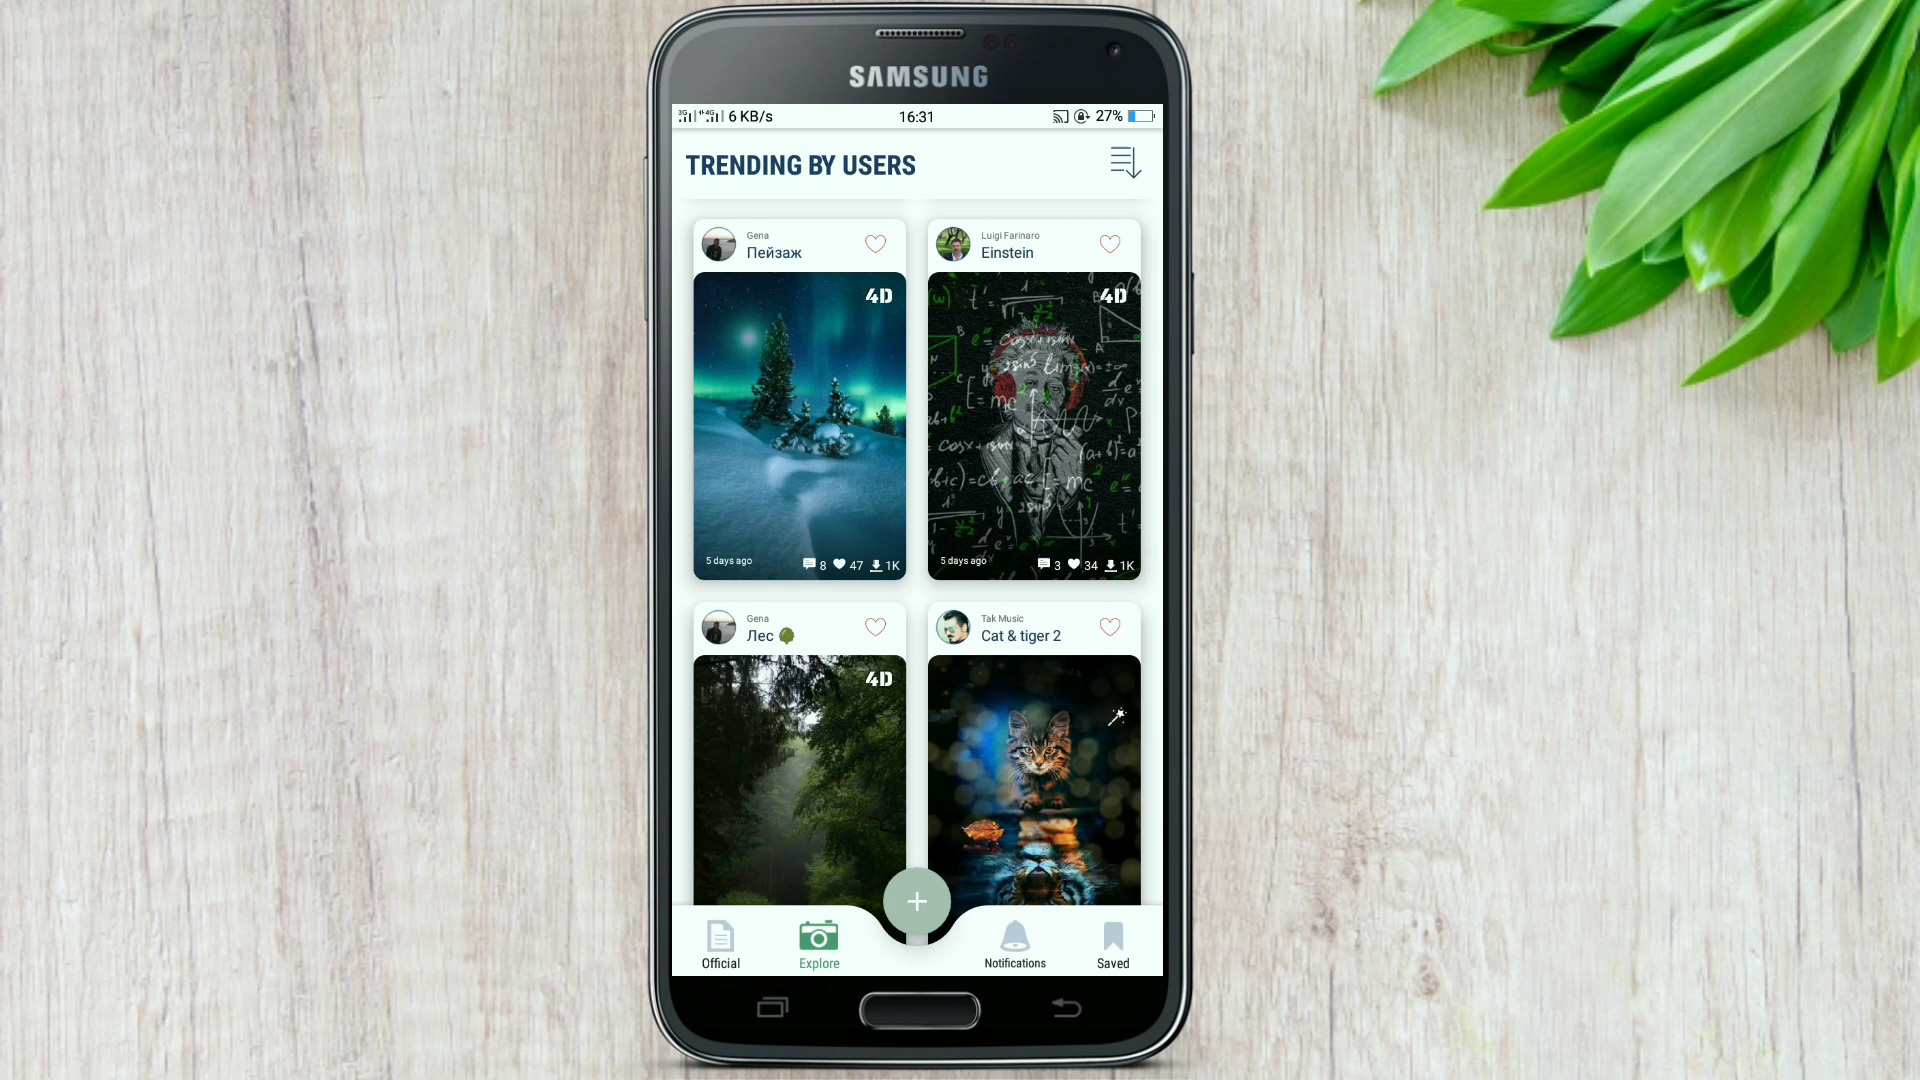 SAMSUNG
3G 4G 6 KB/s 16:31 27%
TRENDING BY USERS
Gena
Пейзаж
4D
5 days ago 8 47 1K
Luigi Farinaro
Einstein
4D
5 days ago 3 34 1K
Gena
Лес
4D
Tak Music
Cat & tiger 2
Official
Explore
+
Notifications
Saved